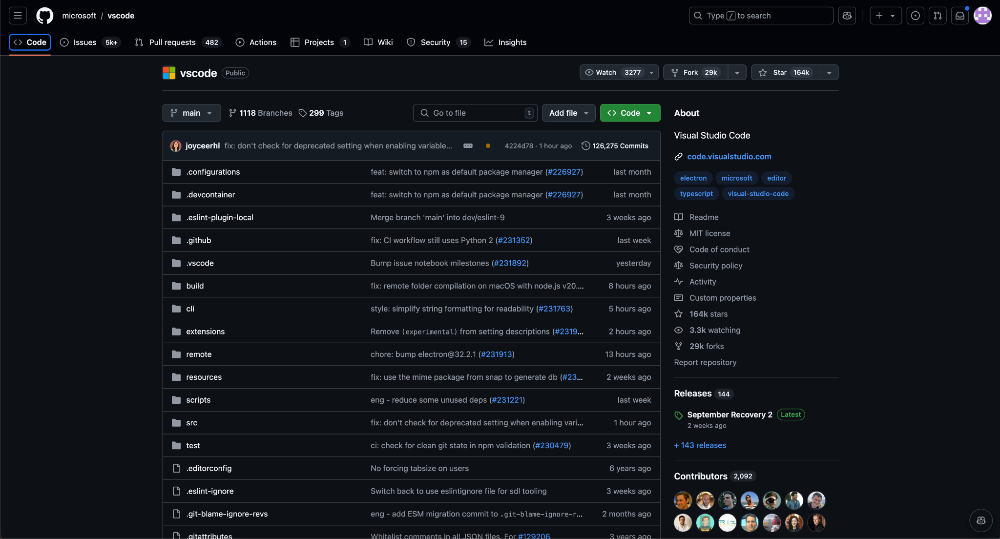 microsoft / vscode
Type / to search
Code
Issues 5k+
Pull requests 482
Actions
Projects 1
Wiki
Security 15
Insights
vscode Public
Watch 3277
Fork 29k
Star 164k
main
1118 Branches
299 Tags
Go to file t
Add file
Code
joyceerhl fix: don't check for deprecated setting when enabling variable... 4224d78 · 1 hour ago 126,275 Commits
.configurations feat: switch to npm as default package manager (#226927) last month
.devcontainer feat: switch to npm as default package manager (#226927) last month
.eslint-plugin-local Merge branch 'main' into dev/eslint-9 3 weeks ago
.github fix: CI workflow still uses Python 2 (#231352) last week
.vscode Bump issue notebook milestones (#231892) yesterday
build fix: remote folder compilation on macOS with node.js v20.... 8 hours ago
cli style: simplify string formatting for readability (#231763) 5 hours ago
extensions Remove (experimental) from setting descriptions (#2319... 2 hours ago
remote chore: bump electron@32.2.1 (#231913) 13 hours ago
resources fix: use the mime package from snap to generate db (#23... 2 weeks ago
scripts eng - reduce some unused deps (#231221) last week
src fix: don't check for deprecated setting when enabling vari... 1 hour ago
test ci: check for clean git state in npm validation (#230479) 3 weeks ago
.editorconfig No forcing tabsize on users 6 years ago
.eslint-ignore Switch back to use eslintignore file for sdl tooling 3 weeks ago
.git-blame-ignore-revs eng - add ESM migration commit to .git-blame-ignore-r... 2 months ago
.gitattributes Whitelist comments in all JSON files. For #129206 3 years ago
About
Visual Studio Code
code.visualstudio.com
electron microsoft editor
typescript visual-studio-code
Readme
MIT license
Code of conduct
Security policy
Activity
Custom properties
164k stars
3.3k watching
29k forks
Report repository
Releases 144
September Recovery 2 Latest
2 weeks ago
+ 143 releases
Contributors 2,092